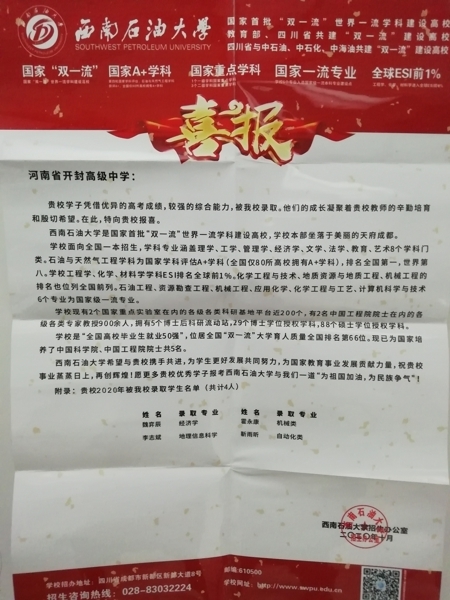 西南石油大学
SOUTHWEST PETROLEUM UNIVERSITY
国家首批“双一流”世界一流学科建设高校
教育部、四川省共建“双一流”建设高校
四川省与中石油、中石化、中海油共建“双一流”建设高校
国家“双一流” 国家A+学科 国家重点学科 国家一流专业 全球ESI前1%
喜报
河南省开封高级中学：
贵校学子凭借优异的高考成绩，较强的综合能力，被我校录取。他们的成长凝聚着贵校教师的辛勤培育
和殷切希望。在此，特向贵校报喜。
西南石油大学是国家首批“双一流”世界一流学科建设高校，学校本部坐落于美丽的天府成都。
学校面向全国一本招生，学科专业涵盖理学、工学、管理学、经济学、文学、法学、教育、艺术8个学科门
类。石油与天然气工程学科为国家学科评估A+学科（全国仅80所高校拥有A+学科），排名全国第一，世界第
八。学校工程学、化学、材料学学科ESI排名全球前1%。化学工程与技术、地质资源与地质工程、机械工程的
排名也位列全国前列。石油工程、资源勘查工程、机械工程、应用化学、化学工程与工艺、计算机科学与技术
6个专业为国家级一流专业。
学校现有2个国家重点实验室在内的各级各类科研基地平台近200个，有2名中国工程院院士在内的各
级各类专家教授900余人，拥有5个博士后科研流动站，29个博士学位授权学科，88个硕士学位授权学科。
学校是“全国高校毕业生就业50强”，位居全国“双一流”大学育人质量全国排名第66位。现已为国家培
养了中国科学院、中国工程院院士共5名。
西南石油大学希望与贵校携手共进，为学生更好发展共同努力，为国家教育事业发展贡献力量，祝贵校
事业蒸蒸日上，再创辉煌！愿更多贵校优秀学子报考西南石油大学与我们一道“为祖国加油，为民族争气”！
附录：贵校2020年被我校录取学生名单（共计4人）
姓名 录取专业 姓名 录取专业
魏弈辰 经济学 霍永康 机械类
李志斌 地理信息科学 靳雨昕 自动化类
西南石油大学招生办公室
二〇二〇年十月
学校招办地址：四川省成都市新都区新都大道8号 邮编：610500
招生咨询热线：028-83032224 学校网址：http://www.swpu.edu.cn